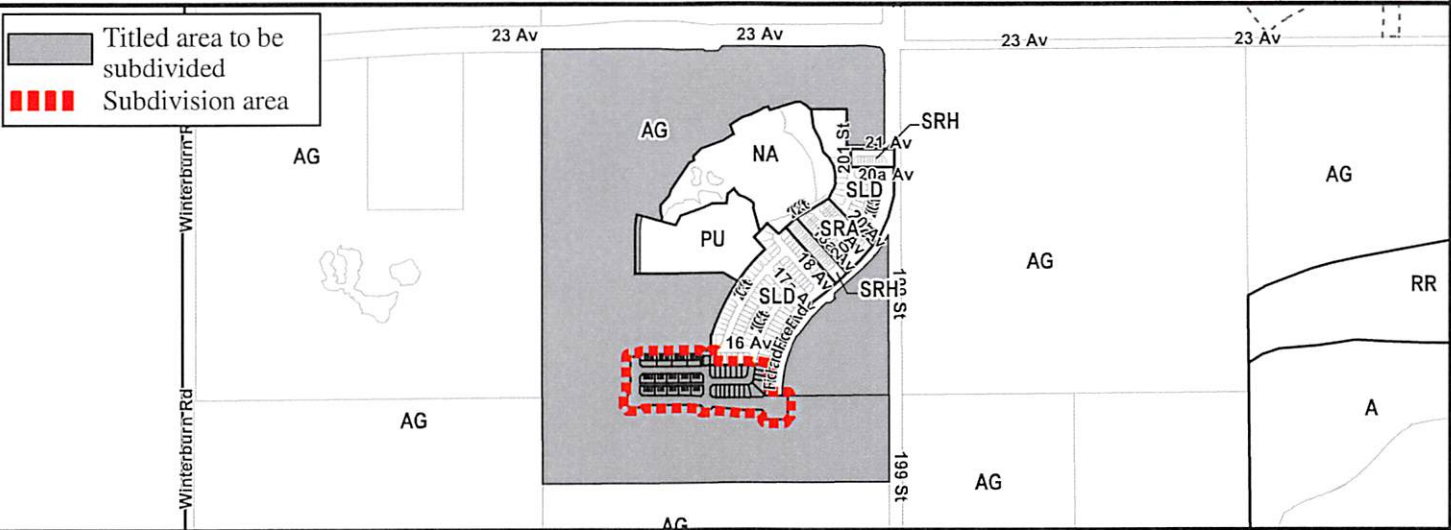 Titled area to be
subdivided
Subdivision area
23 Av
23 Av
23 Av
23 Av
AG
AG
NA
201 St
21 Av
SRH
20a Av
SLD
AG
AG
PU
SRA
18 Av
SRH
SLD
RR
16 Av
199 St
Winterburn Rd
AG
AG
A
AG